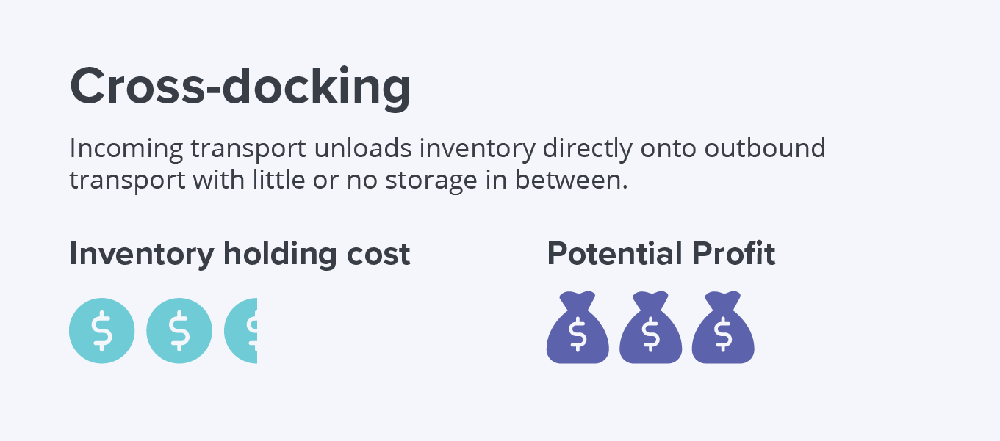 Cross-docking
Incoming transport unloads inventory directly onto outbound
transport with little or no storage in between.
Inventory holding cost
Potential Profit
$ $ $
$ $ $